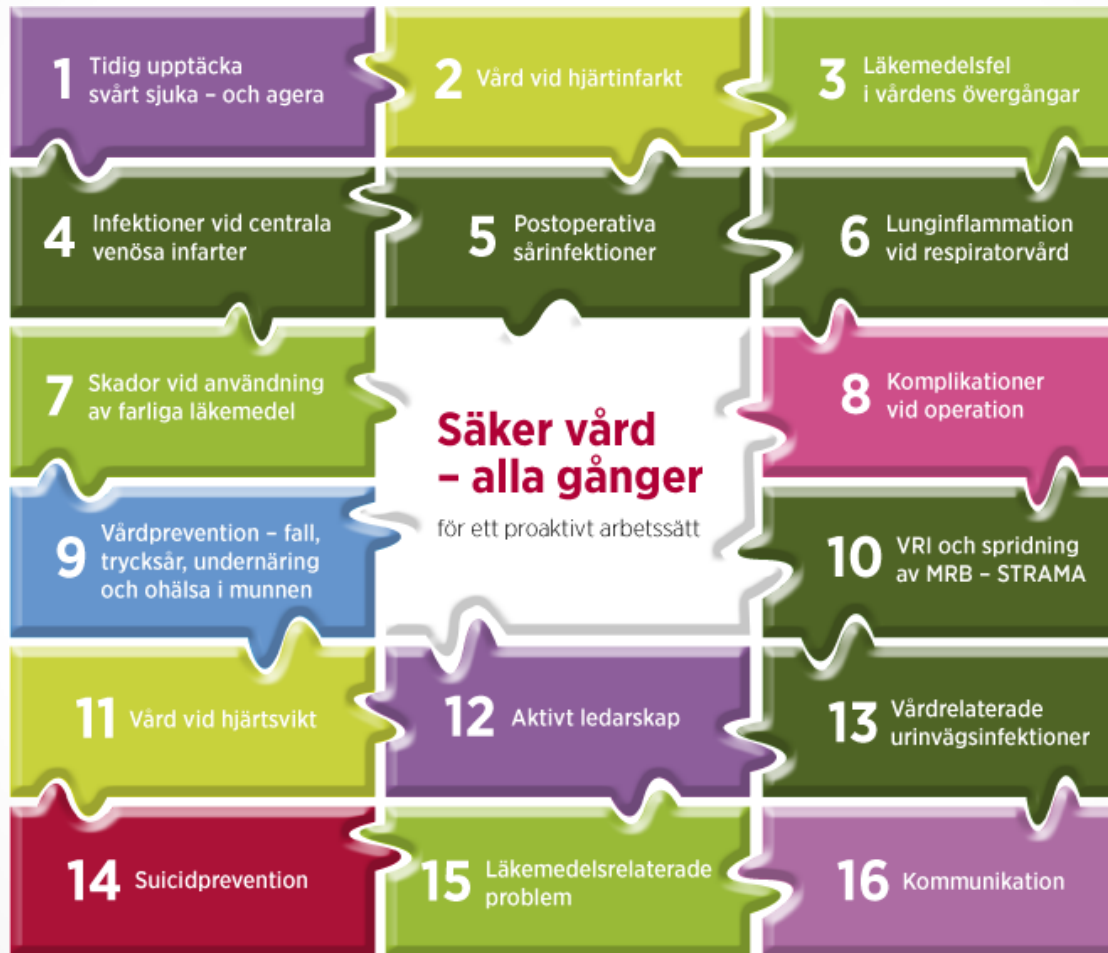 1 Tidig upptäcka
svårt sjuka – och agera
2 Vård vid hjärtinfarkt
3 Läkemedelsfel
i vårdens övergångar
4 Infektioner vid centrala
venösa infarter
5 Postoperativa
sårinfektioner
6 Lunginflammation
vid respiratorvård
7 Skador vid användning
av farliga läkemedel
Säker vård
– alla gånger
för ett proaktivt arbetssätt
8 Komplikationer
vid operation
9 Vårdprevention – fall,
trycksår, undernäring
och ohälsa i munnen
10 VRI och spridning
av MRB – STRAMA
11 Vård vid hjärtsvikt
12 Aktivt ledarskap
13 Vårdrelaterade
urinvägsinfektioner
14 Suicidprevention
15 Läkemedelsrelaterade
problem
16 Kommunikation